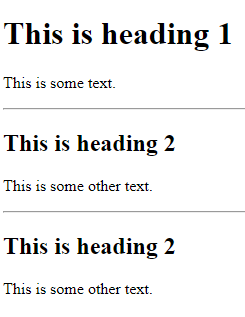 This is heading 1
This is some text.
This is heading 2
This is some other text.
This is heading 2
This is some other text.